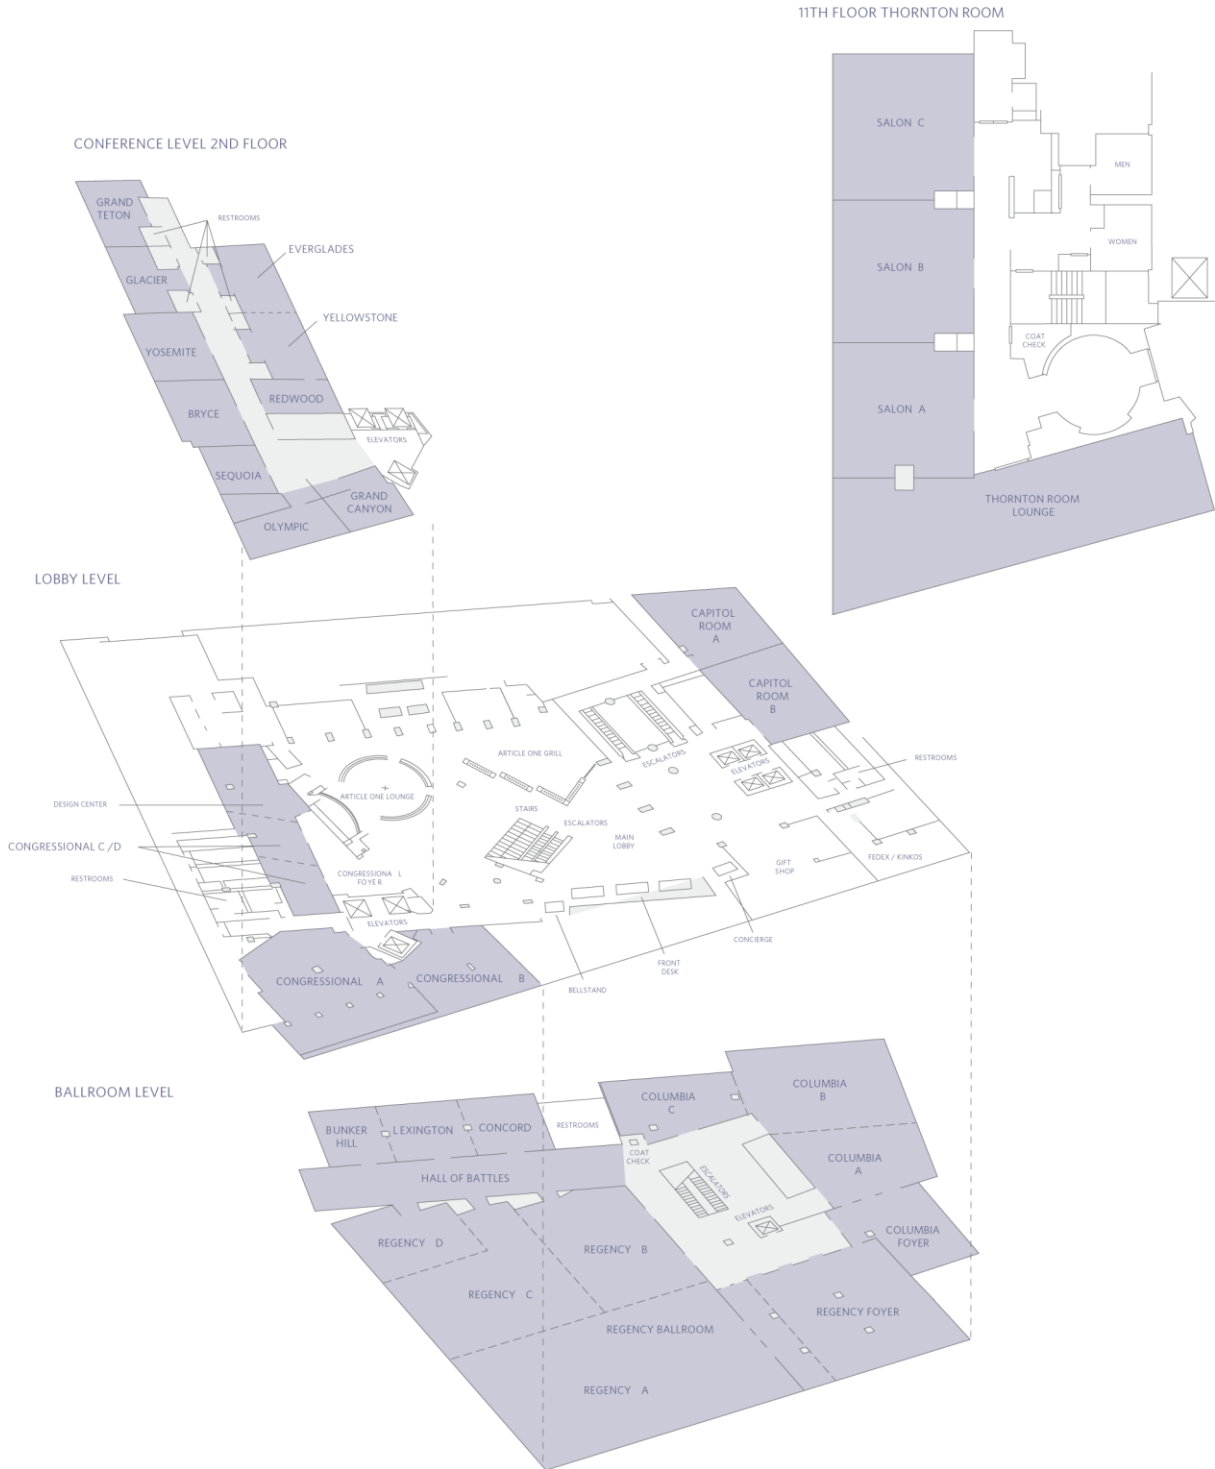 11TH FLOOR THORNTON ROOM
SALON C
MEN
SALON B
WOMEN
COAT
CHECK
SALON A
THORNTON ROOM
LOUNGE
CONFERENCE LEVEL 2ND FLOOR
GRAND
TETON
RESTROOMS
EVERGLADES
GLACIER
YELLOWSTONE
YOSEMITE
REDWOOD
BRYCE
ELEVATORS
SEQUOIA
GRAND
CANYON
OLYMPIC
LOBBY LEVEL
CAPITOL
ROOM
A
CAPITOL
ROOM
B
ARTICLE ONE GRILL
ESCALATORS
ELEVATORS
RESTROOMS
ARTICLE ONE LOUNGE
DESIGN CENTER
STAIRS
ESCALATORS
MAIN
LOBBY
CONGRESSIONAL C /D
GIFT
SHOP
FEDEX / KINKOS
RESTROOMS
CONGRESSIONA L
FOYE R
ELEVATORS
CONCIERGE
FRONT
DESK
CONGRESSIONAL A
CONGRESSIONAL B
BELLSTAND
BALLROOM LEVEL
COLUMBIA
B
COLUMBIA
C
BUNKER
HILL
LEXINGTON
CONCORD
RESTROOMS
COAT
CHECK
COLUMBIA
A
HALL OF BATTLES
ESCALATORS
ELEVATORS
COLUMBIA
FOYER
REGENCY D
REGENCY B
REGENCY C
REGENCY FOYER
REGENCY BALLROOM
REGENCY A